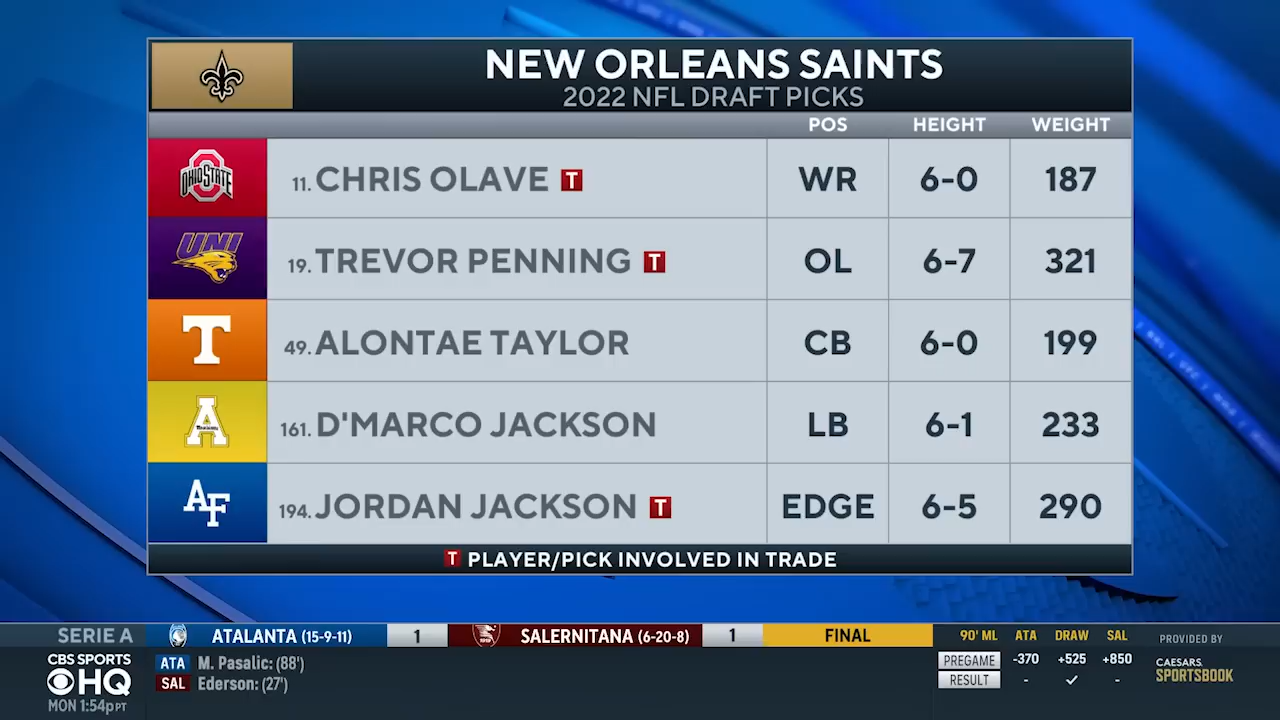 NEW ORLEANS SAINTS
2022 NFL DRAFT PICKS
POS HEIGHT WEIGHT
OHIO STATE 11. CHRIS OLAVE T WR 6-0 187
UNI 19. TREVOR PENNING T OL 6-7 321
T 49. ALONTAE TAYLOR CB 6-0 199
A 161. D'MARCO JACKSON LB 6-1 233
AF 194. JORDAN JACKSON T EDGE 6-5 290
T PLAYER/PICK INVOLVED IN TRADE
SERIE A ATALANTA (15-9-11) 1 SALERNITANA (6-20-8) 1 FINAL 90' ML ATA DRAW SAL PROVIDED BY
CBS SPORTS HQ
MON 1:54p PT
ATA M. Pasalic: (88')
SAL Ederson: (27')
PREGAME -370 +525 +850
RESULT - ✓ -
CAESARS
SPORTSBOOK